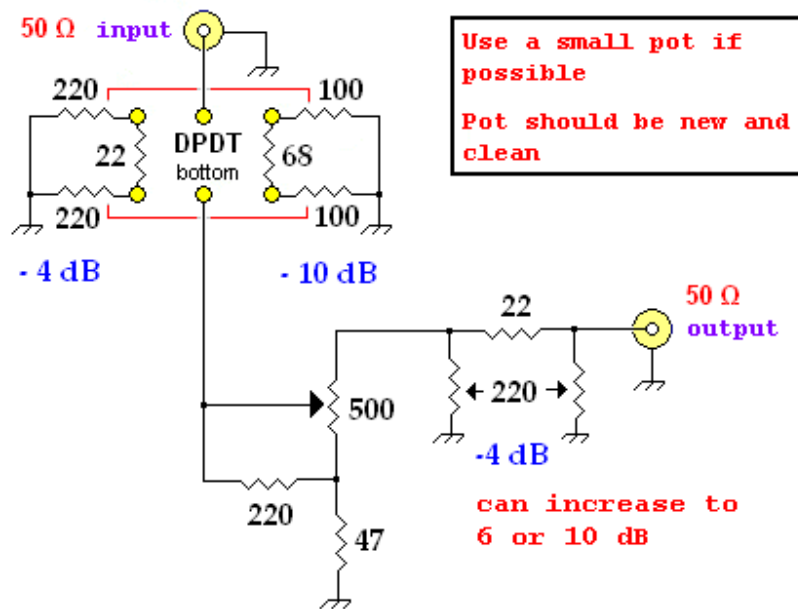 50 Ω input
Use a small pot if
possible
Pot should be new and
clean
220
100
22
DPDT
bottom
68
220
100
- 4 dB
- 10 dB
50 Ω
output
22
500
220
-4 dB
220
47
can increase to
6 or 10 dB